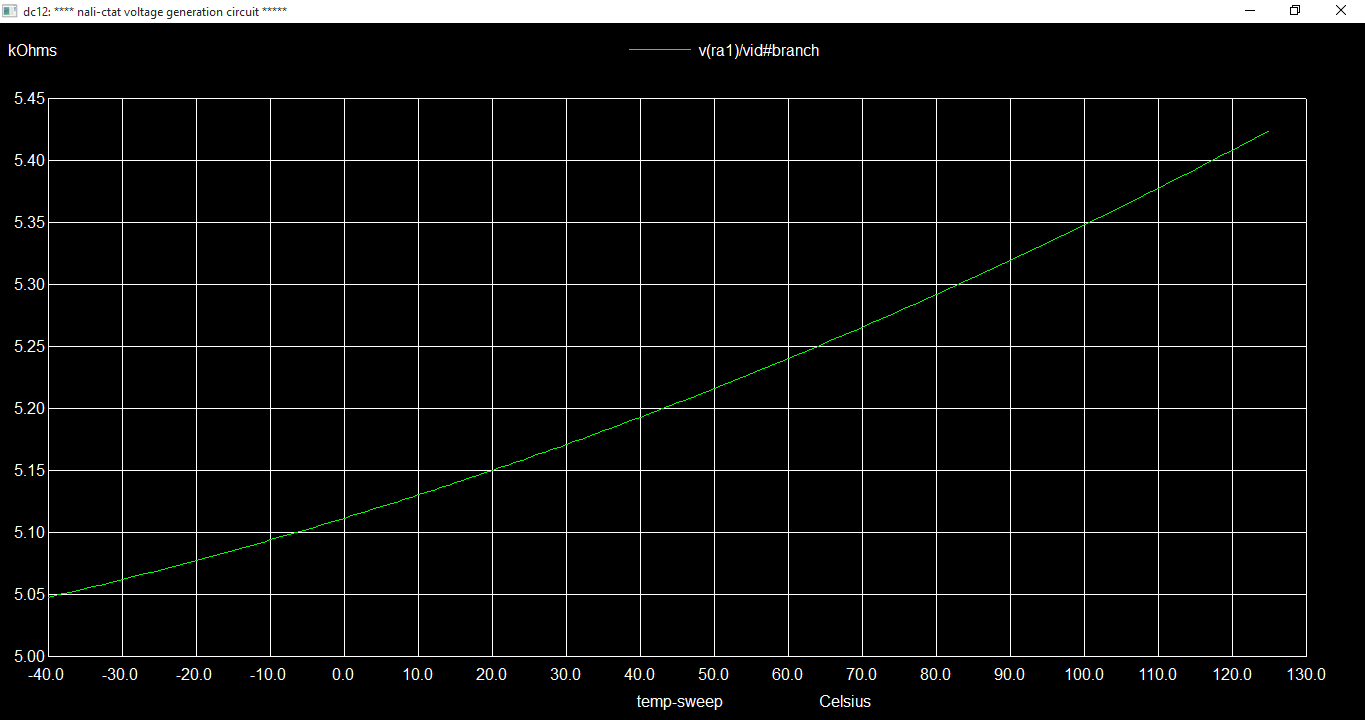 dc12: **** nali-ctat voltage generation circuit *****
kOhms
v(ra1)/vid#branch
5.45
5.40
5.35
5.30
5.25
5.20
5.15
5.10
5.05
5.00
-40.0 -30.0 -20.0 -10.0 0.0 10.0 20.0 30.0 40.0 50.0 60.0 70.0 80.0 90.0 100.0 110.0 120.0 130.0
temp-sweep Celsius